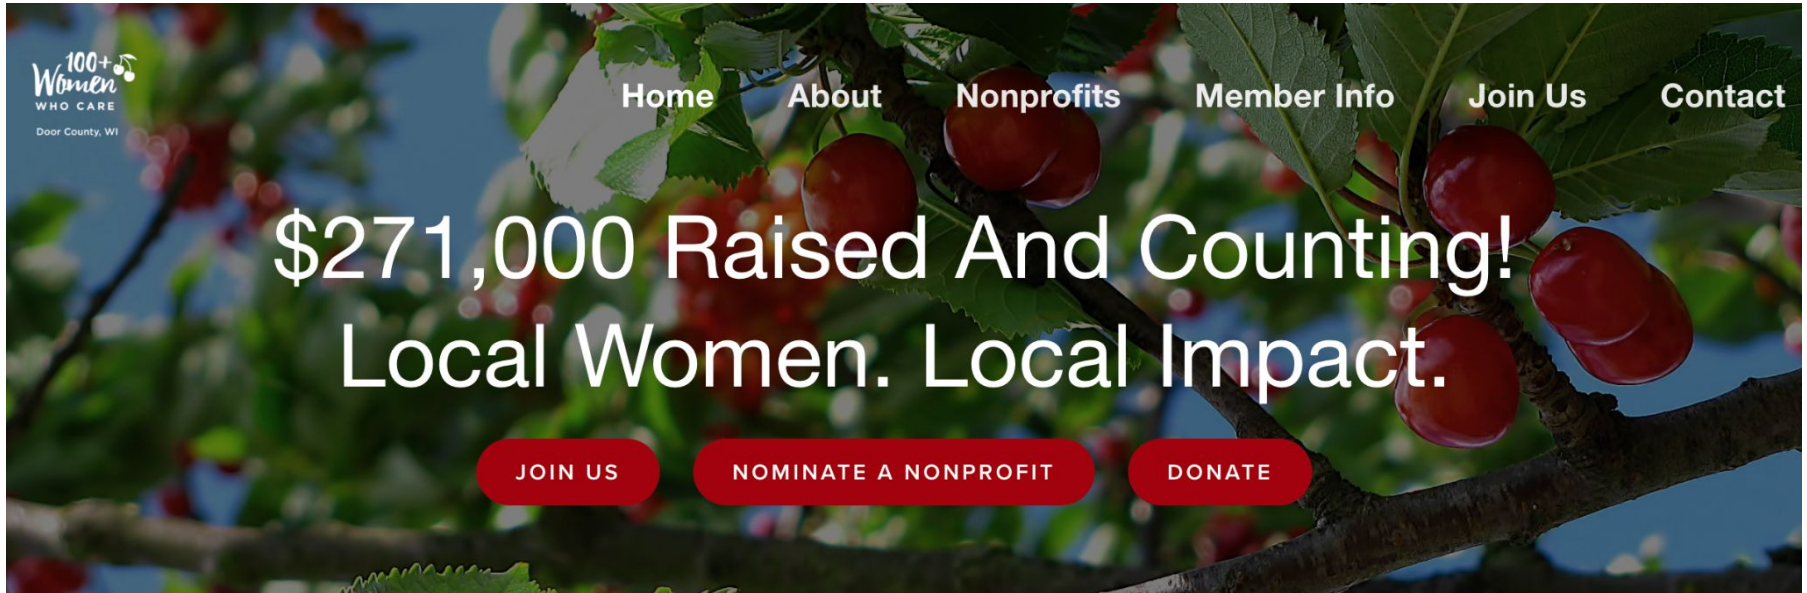 100+
Women
WHO CARE
Door County, WI
Home About Nonprofits Member Info Join Us Contact
$271,000 Raised And Counting!
Local Women. Local Impact.
JOIN US NOMINATE A NONPROFIT DONATE